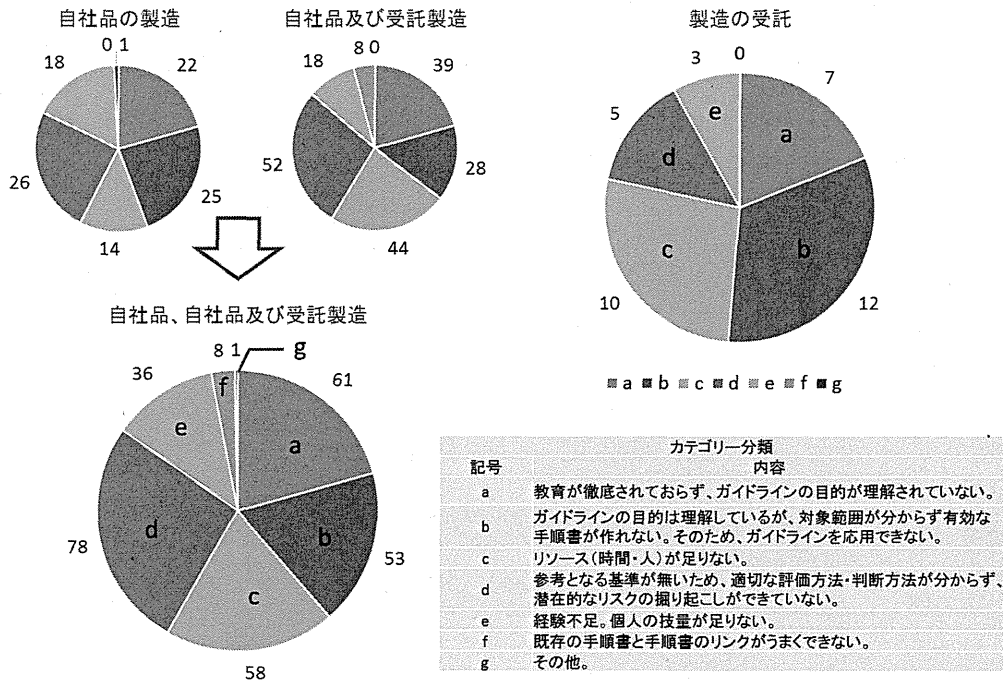 自社品の製造
0 1
18
22
26
25
14
自社品及び受託製造
8 0
18
39
52
28
44
製造の受託
0
3
7
5
e
a
d
c
b
10
12
■ a ■ b ■ c ■ d ■ e ■ f ■ g
自社品、自社品及び受託製造
8 1
g
36
61
f
e
a
d
b
78
53
c
58
カテゴリー分類
記号 内容
a 教育が徹底されておらず、ガイドラインの目的が理解されていない。
b ガイドラインの目的は理解しているが、対象範囲が分からず有効な
手順書が作れない。そのため、ガイドラインを応用できない。
c リソース(時間・人)が足りない。
d 参考となる基準が無いため、適切な評価方法・判断方法が分からず、
潜在的なリスクの掘り起こしができていない。
e 経験不足。個人の技量が足りない。
f 既存の手順書と手順書のリンクがうまくできない。
g その他。